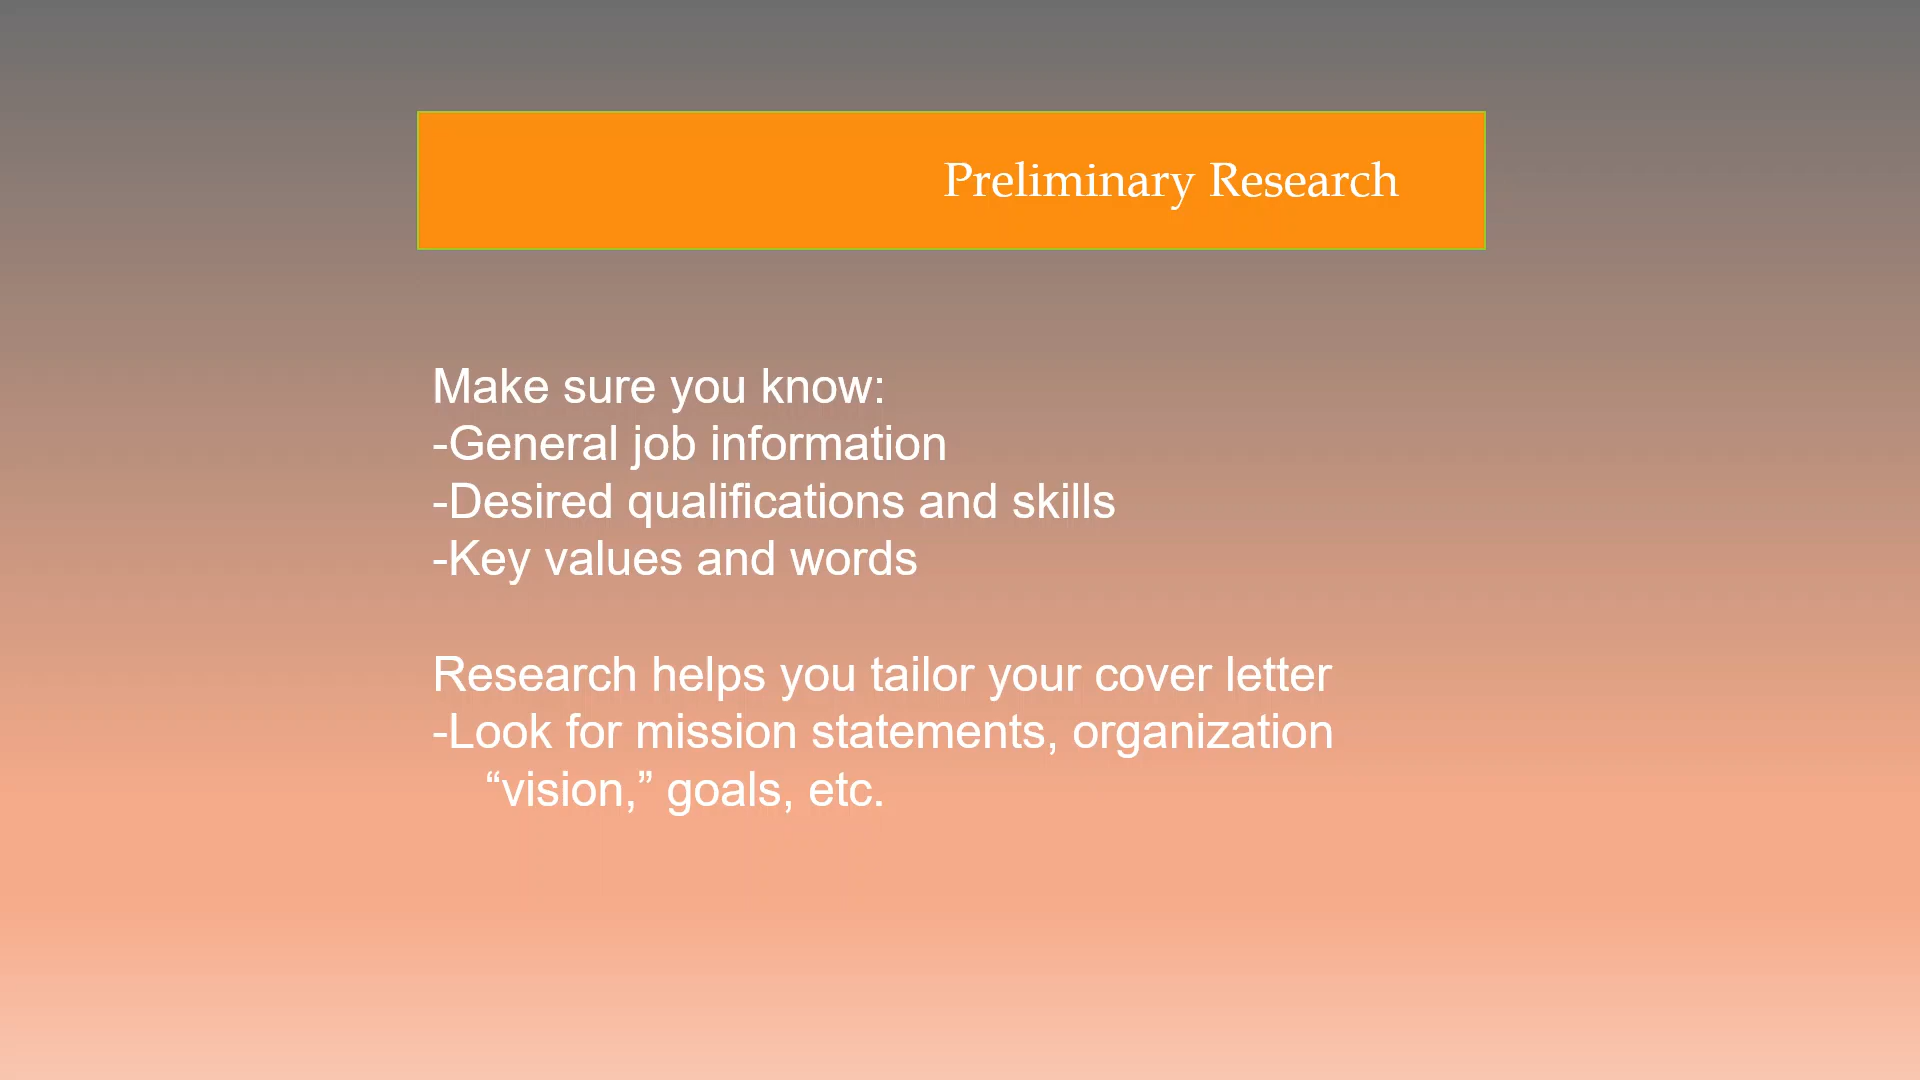 Preliminary Research
Make sure you know:
-General job information
-Desired qualifications and skills
-Key values and words
Research helps you tailor your cover letter
-Look for mission statements, organization
“vision,” goals, etc.